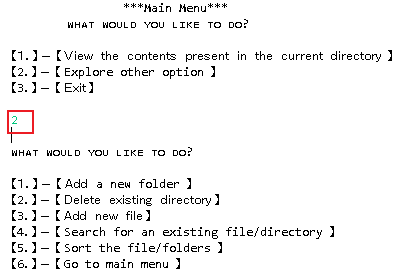 ***Main Menu***
WHAT WOULD YOU LIKE TO DO?
【1.】—【View the contents present in the current directory 】
【2.】—【Explore other option 】
【3.】—【 Exit】
2
WHAT WOULD YOU LIKE TO DO?
【1.】—【 Add a new folder 】
【2.】—【 Delete existing directory】
【3.】—【 Add new file】
【4.】—【 Search for an existing file/directory 】
【5.】—【 Sort the file/folders 】
【6.】—【 Go to main menu 】